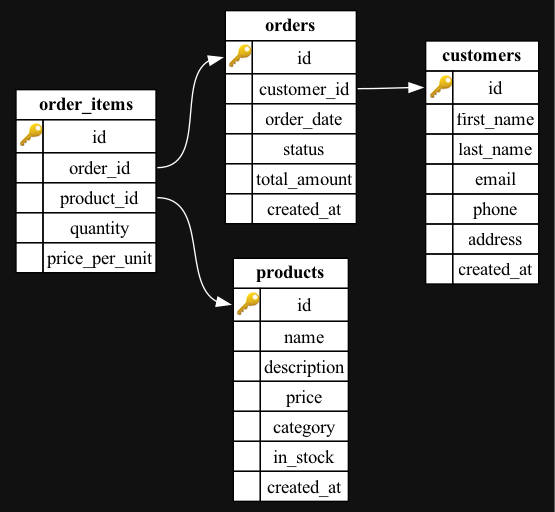 order_items
id
order_id
product_id
quantity
price_per_unit
orders
id
customer_id
order_date
status
total_amount
created_at
customers
id
first_name
last_name
email
phone
address
created_at
products
id
name
description
price
category
in_stock
created_at